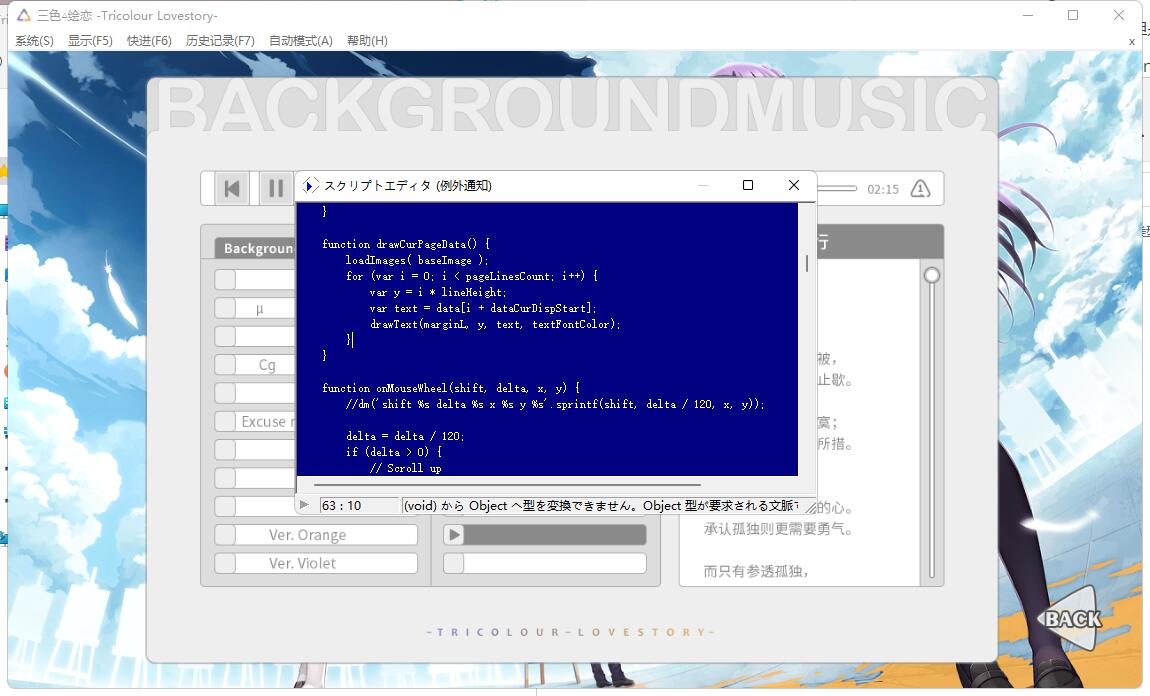 三色△绘恋 -Tricolour Lovestory-
系统(S) 显示(F5) 快进(F6) 历史记录(F7) 自动模式(A) 帮助(H) x
BACKGROUNDMUSIC
02:15
スクリプトエディタ (例外通知)
}
function drawCurPageData() {
loadImages( baseImage );
for (var i = 0; i < pageLinesCount; i++) {
var y = i * lineHeight;
var text = data[i + dataCurDispStart];
drawText(marginL, y, text, textFontColor);
}
}
function onMouseWheel(shift, delta, x, y) {
//dm('shift %s delta %s x %s y %s'.sprintf(shift, delta / 120, x, y));
delta = delta / 120;
if (delta > 0) {
// Scroll up
63 : 10 (void) から Object へ型を変換できません。Object 型が要求される文脈で
Background
μ
Cg
Excuse
Ver. Orange
Ver. Violet
行
被，
止歇。
寞；
所措。
的心。
承认孤独则更需要勇气。
而只有参透孤独，
BACK
-TRICOLOUR-LOVESTORY-